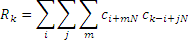 R_k = \sum_i \sum_j \sum_m c_{i+mN} c_{k-i+jN}